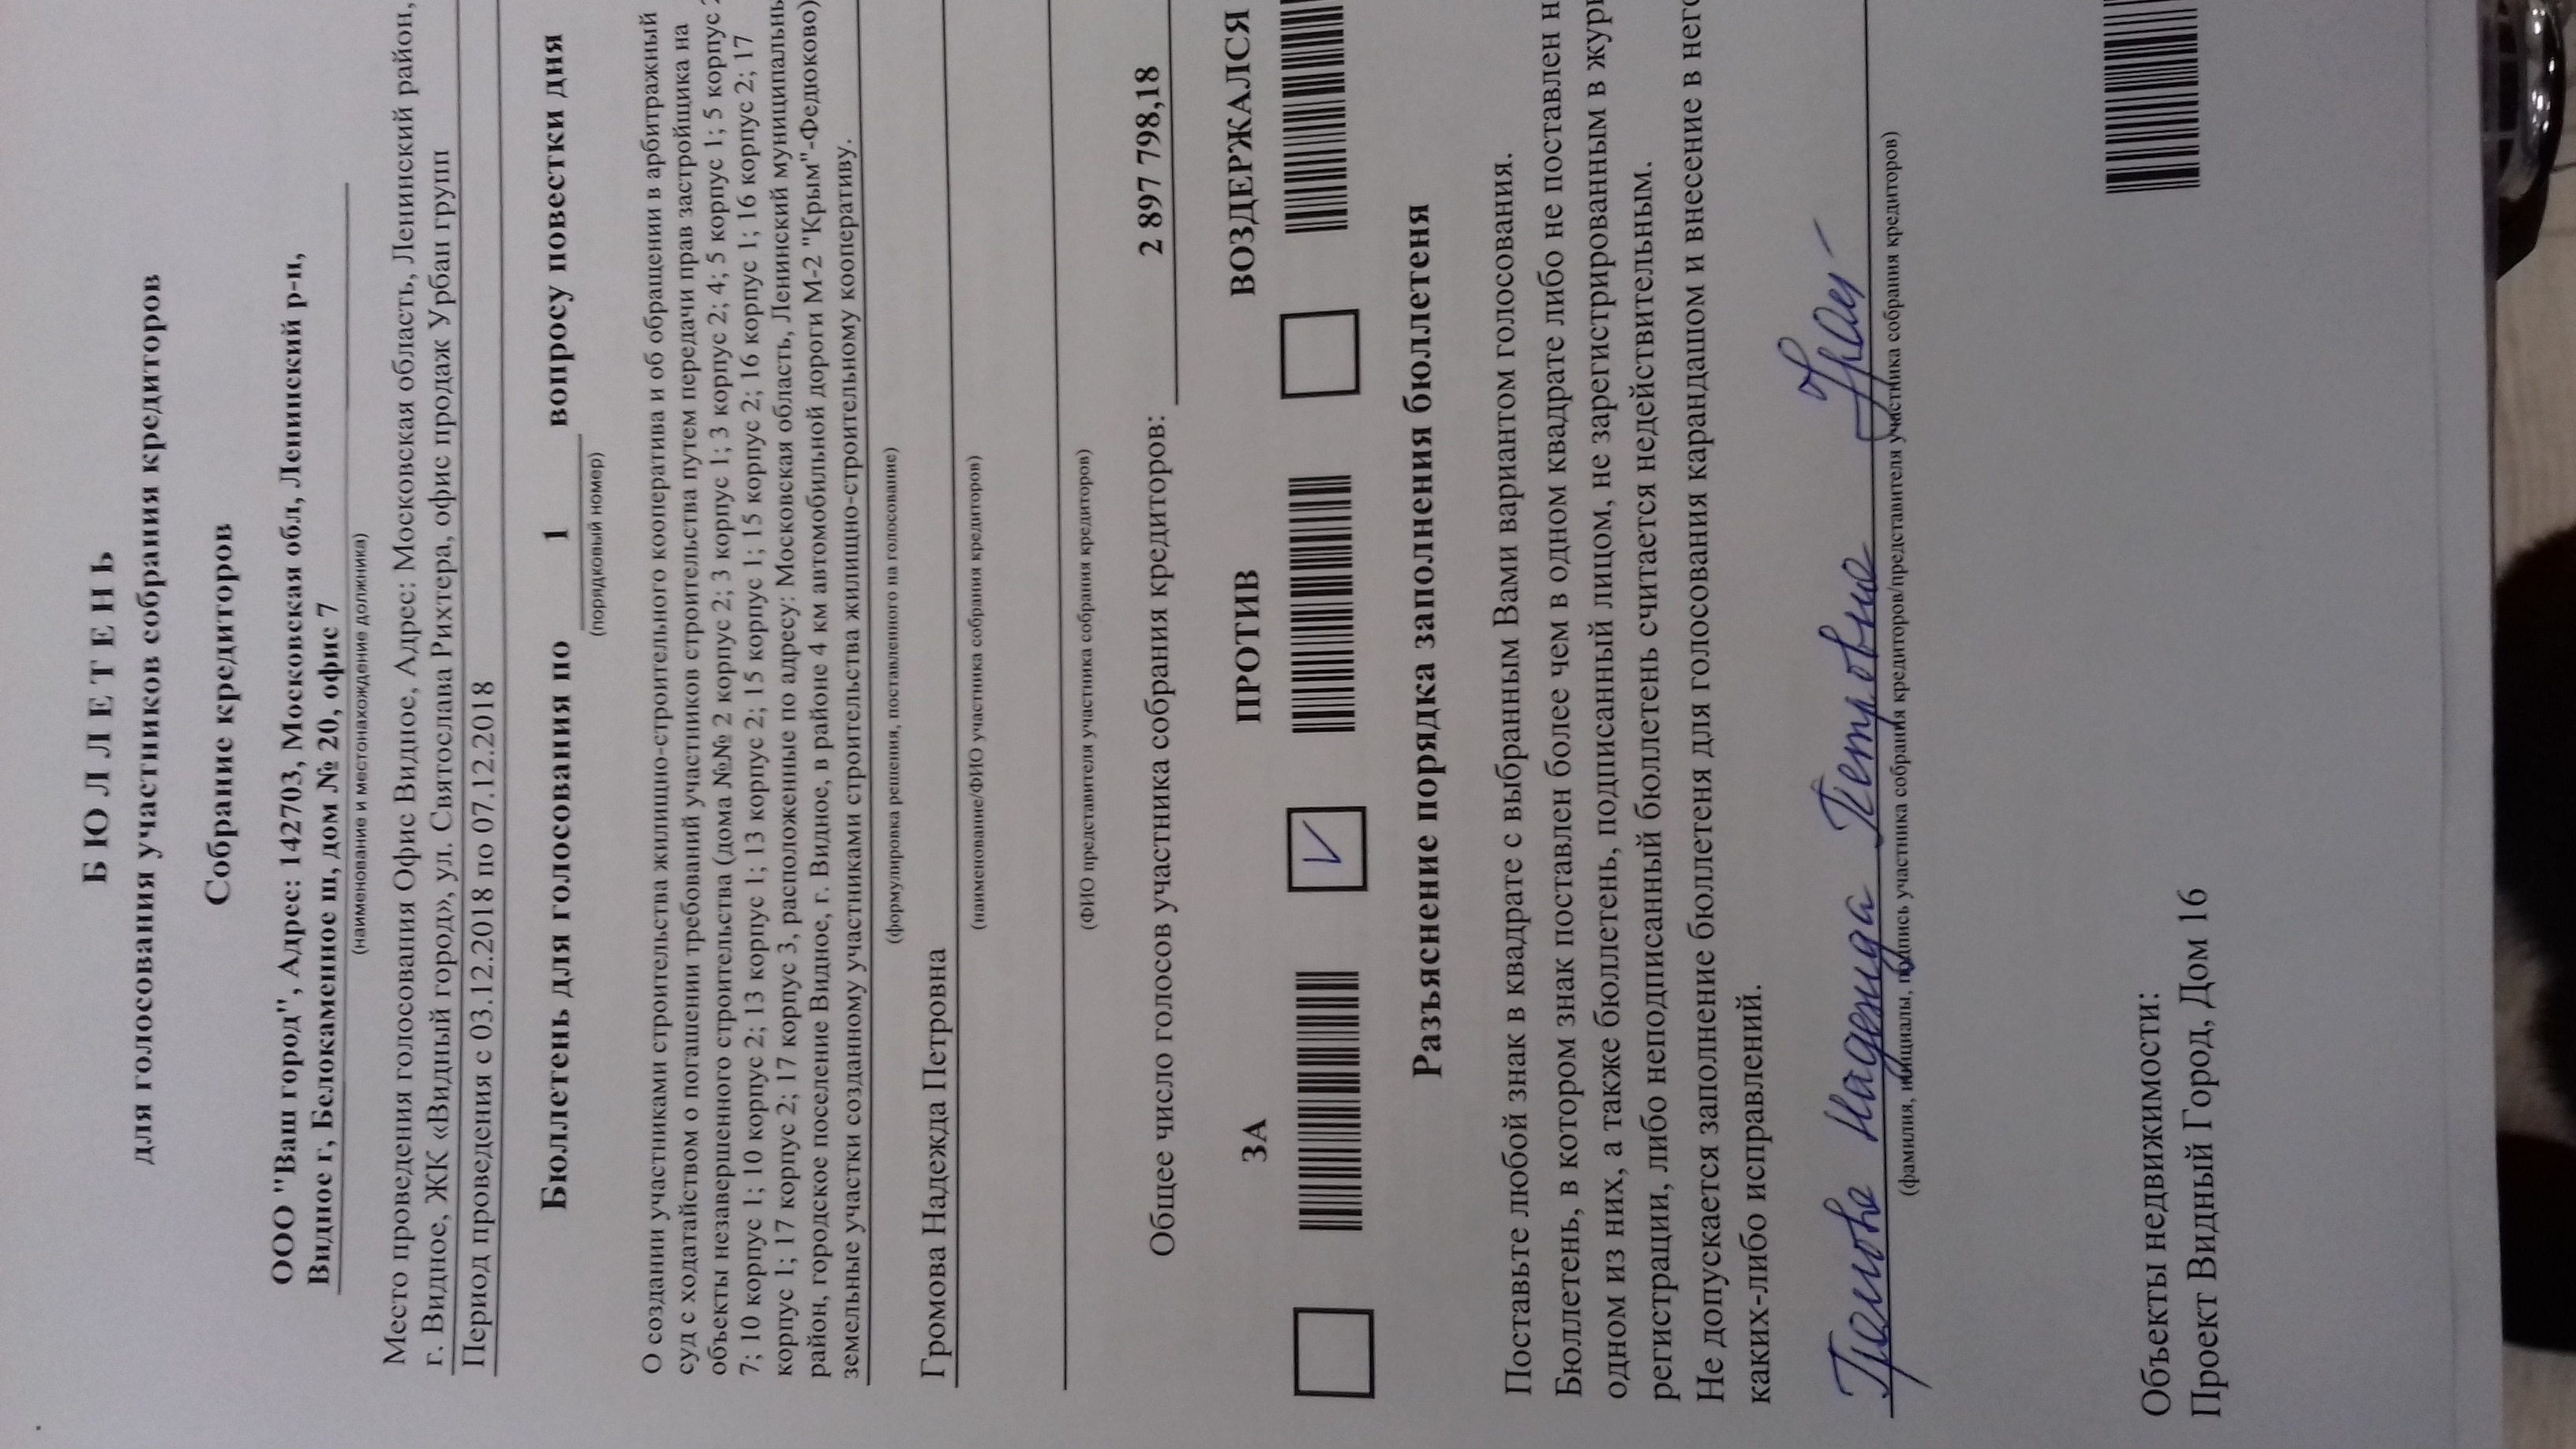 БЮЛЛЕТЕНЬ
для голосования участников собрания кредиторов
Собрание кредиторов
ООО "Ваш город", Адрес: 142703, Московская обл, Ленинский р-н,
Видное г, Белокаменное ш, дом № 20, офис 7
(наименование и местонахождение должника)
Место проведения голосования Офис Видное, Адрес: Московская область, Ленинский район,
г. Видное, ЖК «Видный город», ул. Святослава Рихтера, офис продаж Урбан групп
Период проведения с 03.12.2018 по 07.12.2018
Бюллетень для голосования по 1 вопросу повестки дня
(порядковый номер)
О создании участниками строительства жилищно-строительного кооператива и об обращении в арбитражный
суд с ходатайством о погашении требований участников строительства путем передачи прав застройщика на
объекты незавершенного строительства (дома №№ 2 корпус 2; 3 корпус 1; 3 корпус 2; 4; 5 корпус 1; 5 корпус 2
7; 10 корпус 1; 10 корпус 2; 13 корпус 1; 13 корпус 2; 15 корпус 1; 15 корпус 2; 16 корпус 1; 16 корпус 2; 17
корпус 1; 17 корпус 2; 17 корпус 3, расположенные по адресу: Московская область, Ленинский муниципальны
район, городское поселение Видное, г. Видное, в районе 4 км автомобильной дороги М-2 "Крым"-Федюково)
земельные участки созданному участниками строительства жилищно-строительному кооперативу.
(формулировка решения, поставленного на голосование)
Громова Надежда Петровна
(наименование/ФИО участника собрания кредиторов)
(ФИО представителя участника собрания кредиторов)
Общее число голосов участника собрания кредиторов: 2 897 798,18
ЗА ПРОТИВ ВОЗДЕРЖАЛСЯ
Разъяснение порядка заполнения бюллетеня
Поставьте любой знак в квадрате с выбранным Вами вариантом голосования.
Бюллетень, в котором знак поставлен более чем в одном квадрате либо не поставлен н
одном из них, а также бюллетень, подписанный лицом, не зарегистрированным в журн
регистрации, либо неподписанный бюллетень считается недействительным.
Не допускается заполнение бюллетеня для голосования карандашом и внесение в него
каких-либо исправлений.
Громова Надежда Петровна
(фамилия, инициалы, подпись участника собрания кредиторов/представителя участника собрания кредиторов)
Объекты недвижимости:
Проект Видный Город, Дом 16